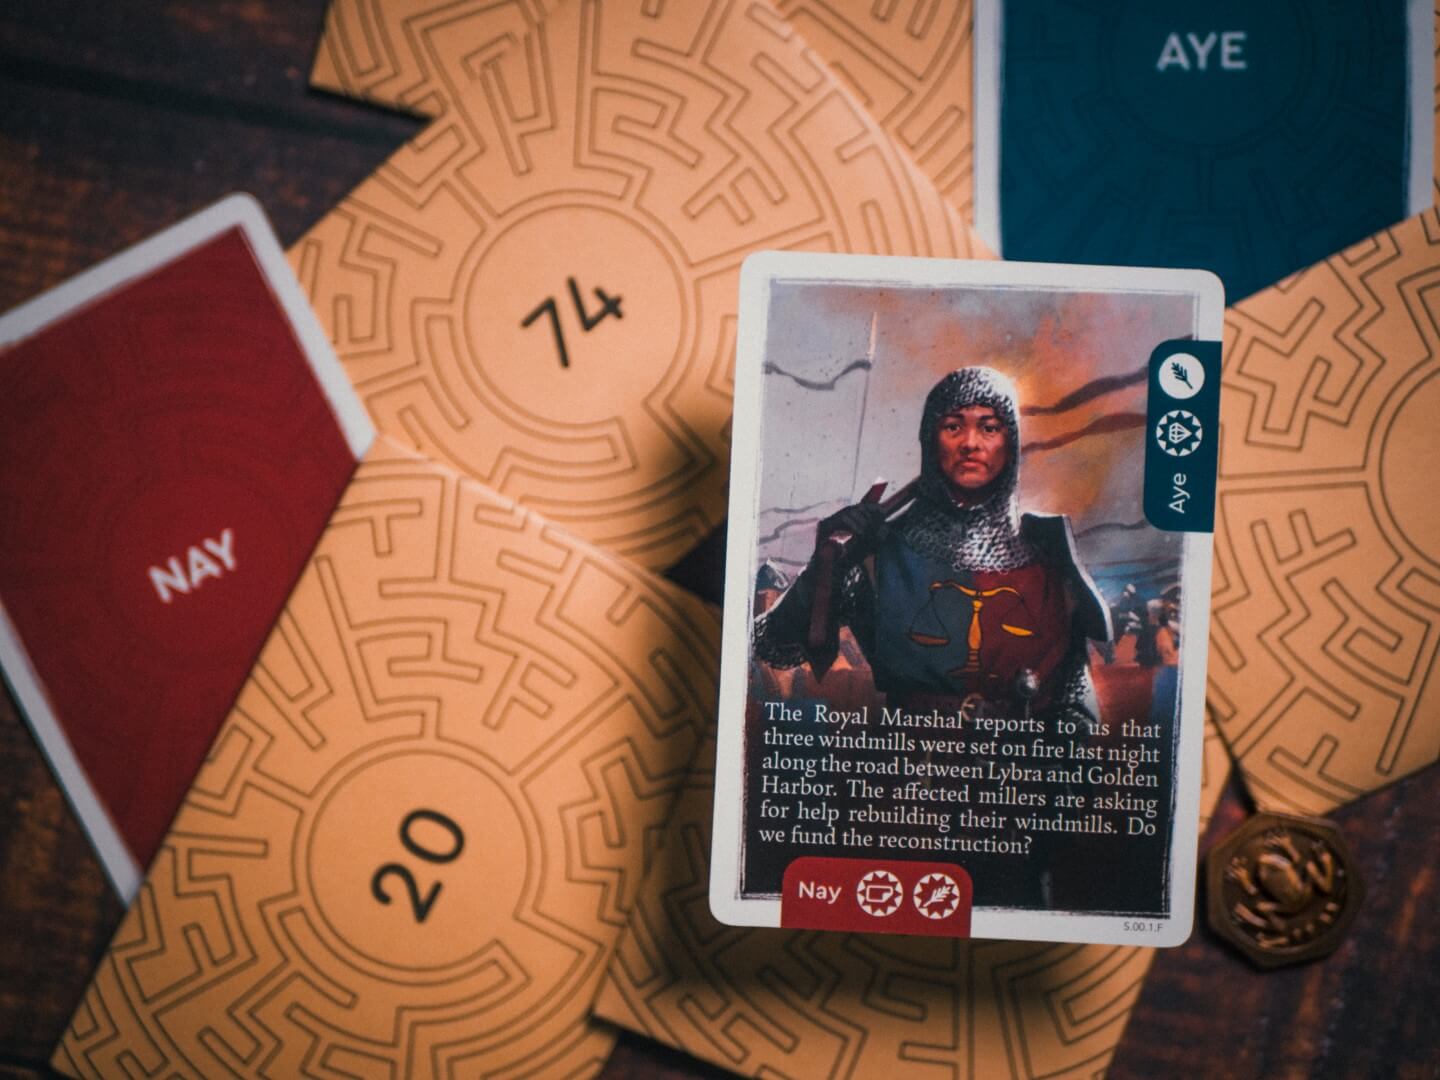 AYE
74
NAY
20
Aye
The Royal Marshal reports to us that
three windmills were set on fire last night
along the road between Lybra and Golden
Harbor. The affected millers are asking
for help rebuilding their windmills. Do
we fund the reconstruction?
Nay
S.00.1.F